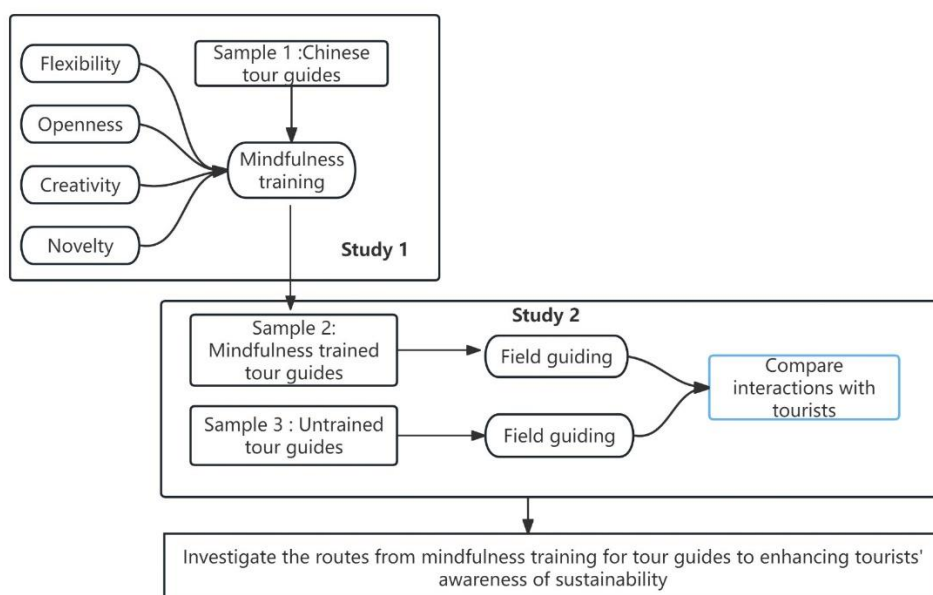 Flexibility
Openness
Creativity
Novelty
Sample 1 :Chinese
tour guides
Mindfulness
training
Study 1
Study 2
Sample 2:
Mindfulness trained
tour guides
Field guiding
Sample 3 : Untrained
tour guides
Field guiding
Compare
interactions with
tourists
Investigate the routes from mindfulness training for tour guides to enhancing tourists'
awareness of sustainability